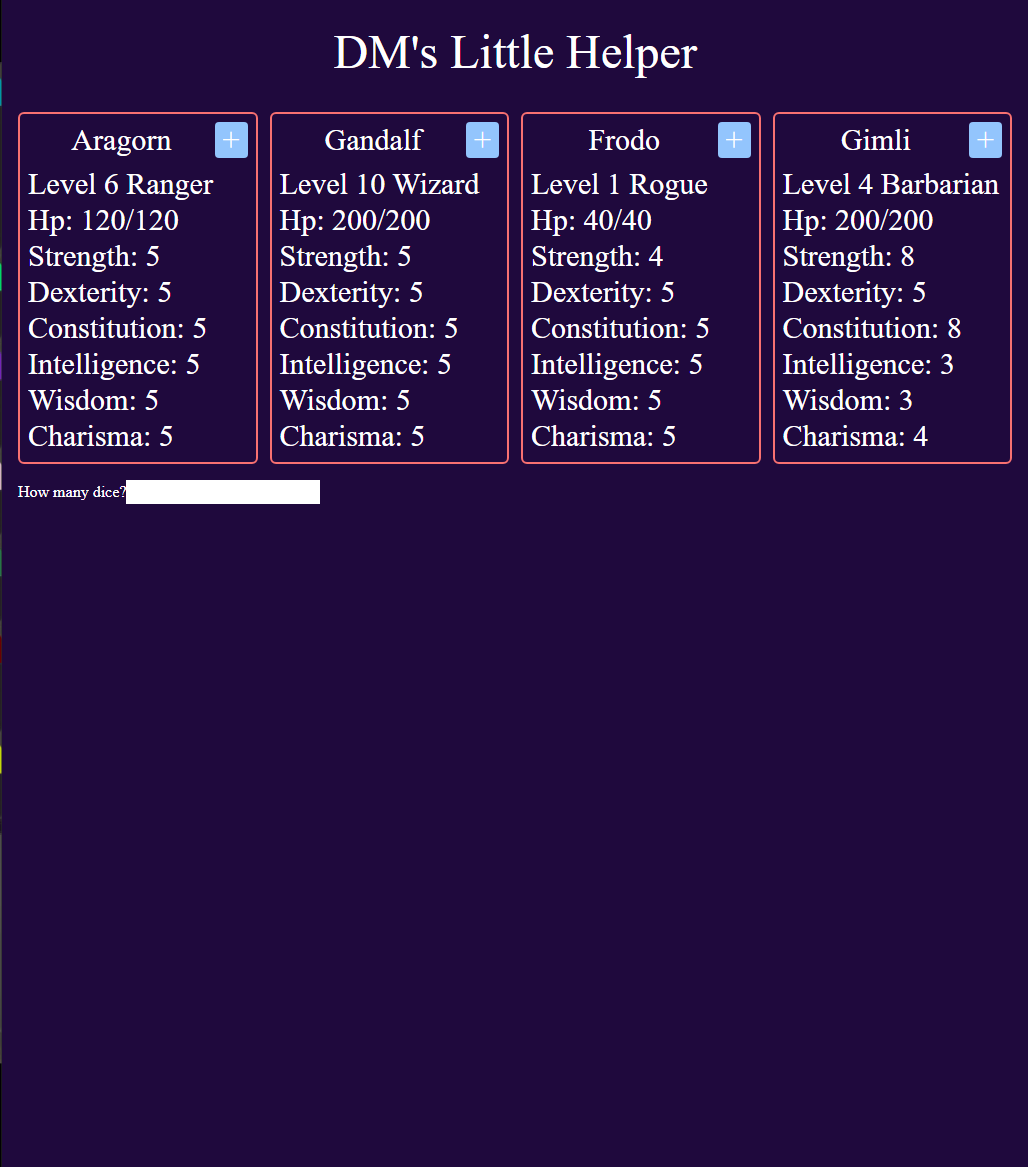 DM's Little Helper
Aragorn +
Level 6 Ranger
Hp: 120/120
Strength: 5
Dexterity: 5
Constitution: 5
Intelligence: 5
Wisdom: 5
Charisma: 5
Gandalf +
Level 10 Wizard
Hp: 200/200
Strength: 5
Dexterity: 5
Constitution: 5
Intelligence: 5
Wisdom: 5
Charisma: 5
Frodo +
Level 1 Rogue
Hp: 40/40
Strength: 4
Dexterity: 5
Constitution: 5
Intelligence: 5
Wisdom: 5
Charisma: 5
Gimli +
Level 4 Barbarian
Hp: 200/200
Strength: 8
Dexterity: 5
Constitution: 8
Intelligence: 3
Wisdom: 3
Charisma: 4
How many dice?